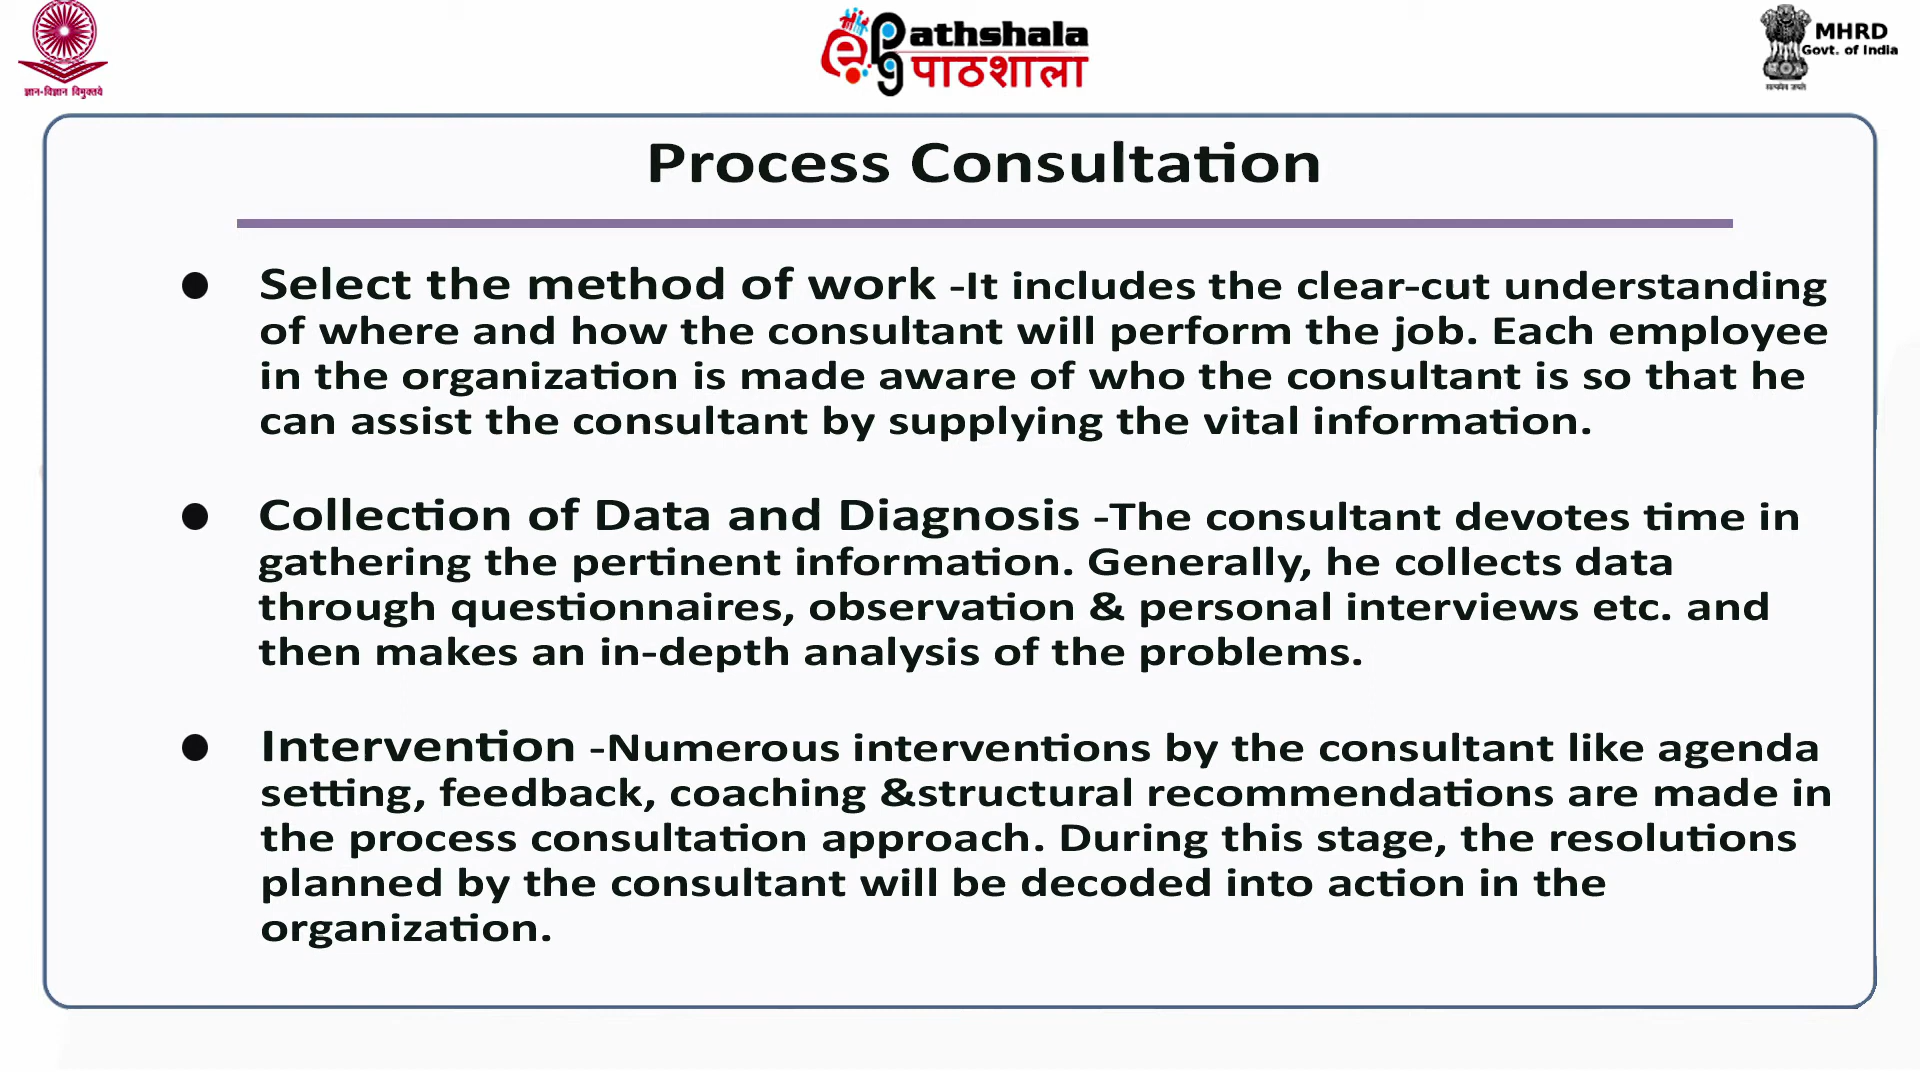 ज्ञान-विज्ञान विमुक्तये
ePg Pathshala
पाठशाला
MHRD
Govt. of India
सत्यमेव जयते
Process Consultation
● Select the method of work -It includes the clear-cut understanding
of where and how the consultant will perform the job. Each employee
in the organization is made aware of who the consultant is so that he
can assist the consultant by supplying the vital information.
● Collection of Data and Diagnosis -The consultant devotes time in
gathering the pertinent information. Generally, he collects data
through questionnaires, observation & personal interviews etc. and
then makes an in-depth analysis of the problems.
● Intervention -Numerous interventions by the consultant like agenda
setting, feedback, coaching &structural recommendations are made in
the process consultation approach. During this stage, the resolutions
planned by the consultant will be decoded into action in the
organization.